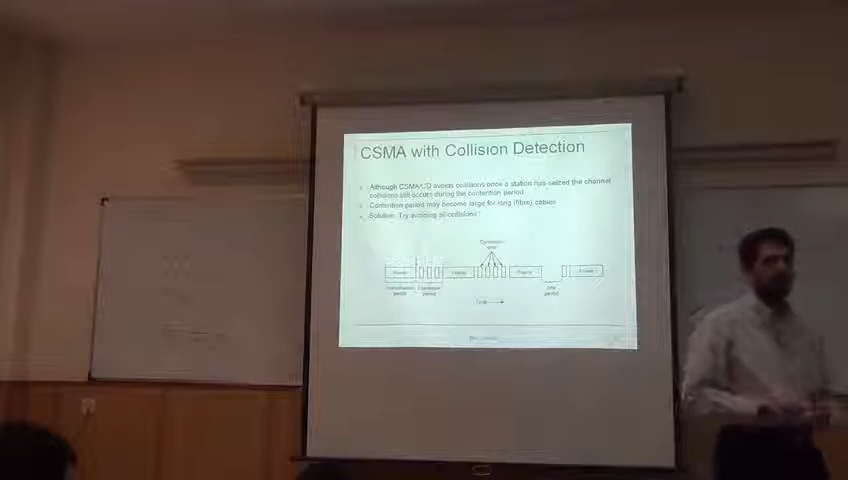 CSMA with Collision Detection
Although CSMA/CD avoids collisions once a station has seized the channel
collisions still occurs during the contention period
Contention period may become large for long (fibre) cables
Solution: Try avoiding all collisions!
Contention
Frame
Frame
Frame
Frame
Transmission
period
Contention
period
Idle
period
Time